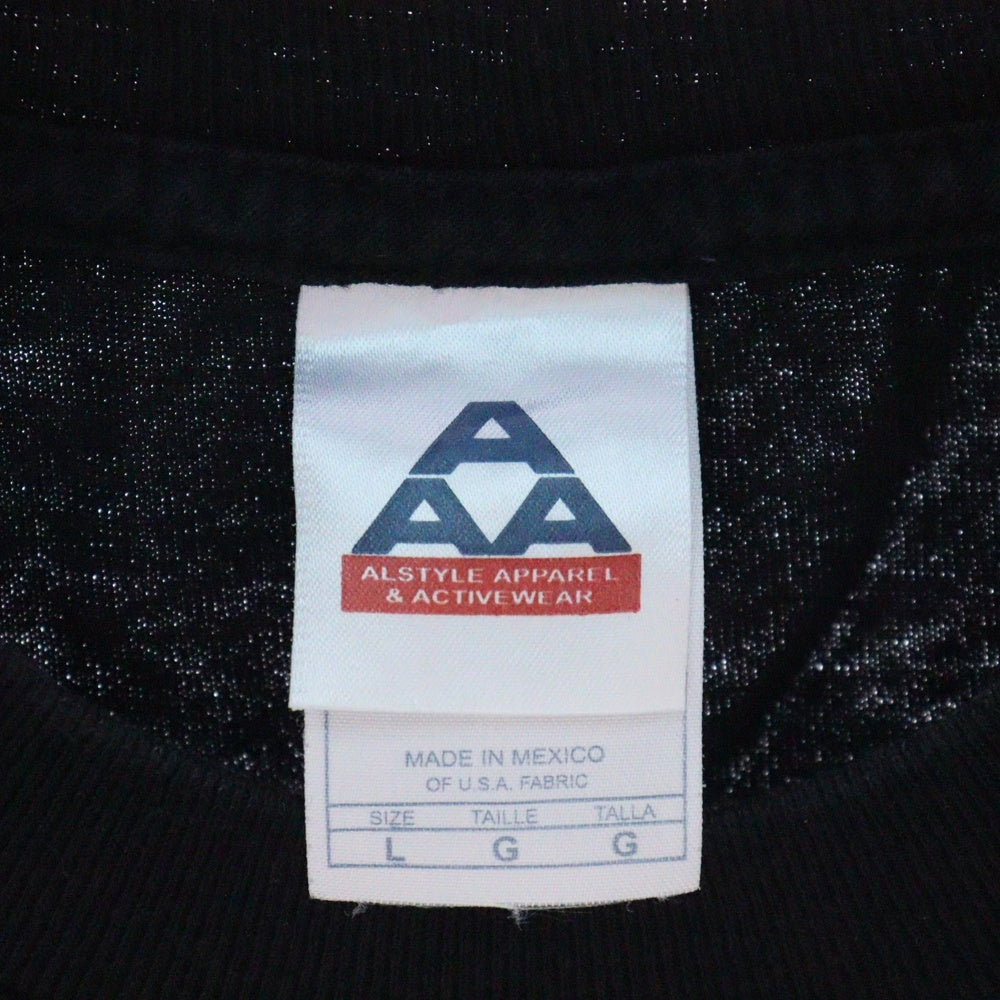 A
A A
ALSTYLE APPAREL
& ACTIVEWEAR
MADE IN MEXICO
OF U.S.A. FABRIC
SIZE TAILLE TALLA
L G G